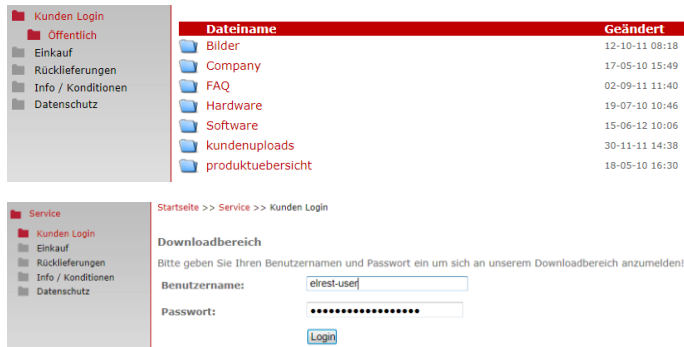 Kunden Login
Öffentlich
Einkauf
Rücklieferungen
Info / Konditionen
Datenschutz
Dateiname Geändert
Bilder 12-10-11 08:18
Company 17-05-10 15:49
FAQ 02-09-11 11:40
Hardware 19-07-10 10:46
Software 15-06-12 10:06
kundenuploads 30-11-11 14:38
produktuebersicht 18-05-10 16:30
Service
Kunden Login
Einkauf
Rücklieferungen
Info / Konditionen
Datenschutz
Startseite >> Service >> Kunden Login
Downloadbereich
Bitte geben Sie Ihren Benutzernamen und Passwort ein um sich an unserem Downloadbereich anzumelden!
Benutzername: elrest-user
Passwort: ••••••••••••••••••
Login